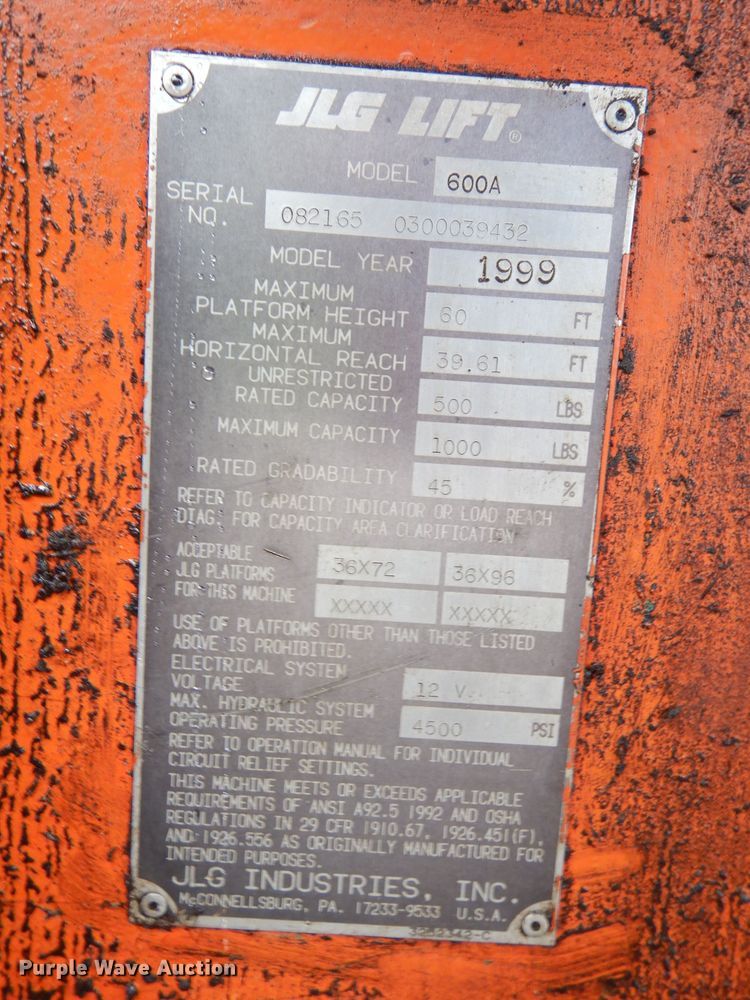 JLG LIFT®
MODEL 600A
SERIAL NO. 082165 0300039432
MODEL YEAR 1999
MAXIMUM
PLATFORM HEIGHT 60 FT
MAXIMUM
HORIZONTAL REACH 39.61 FT
UNRESTRICTED
RATED CAPACITY 500 LBS
MAXIMUM CAPACITY 1000 LBS
RATED GRADABILITY 45 %
REFER TO CAPACITY INDICATOR OR LOAD REACH
DIAG. FOR CAPACITY AREA CLARIFICATION
ACCEPTABLE
JLG PLATFORMS 36X72 36X96
FOR THIS MACHINE XXXXX XXXXX
USE OF PLATFORMS OTHER THAN THOSE LISTED
ABOVE IS PROHIBITED.
ELECTRICAL SYSTEM
VOLTAGE 12 V.
MAX. HYDRAULIC SYSTEM
OPERATING PRESSURE 4500 PSI
REFER TO OPERATION MANUAL FOR INDIVIDUAL
CIRCUIT RELIEF SETTINGS.
THIS MACHINE MEETS OR EXCEEDS APPLICABLE
REQUIREMENTS OF ANSI A92.5 1992 AND OSHA
REGULATIONS IN 29 CFR 1910.67, 1926.451(F),
AND 1926.556 AS ORIGINALLY MANUFACTURED FOR
INTENDED PURPOSES.
JLG INDUSTRIES, INC.
McCONNELLSBURG, PA. 17233-9533 U.S.A.
Purple Wave Auction